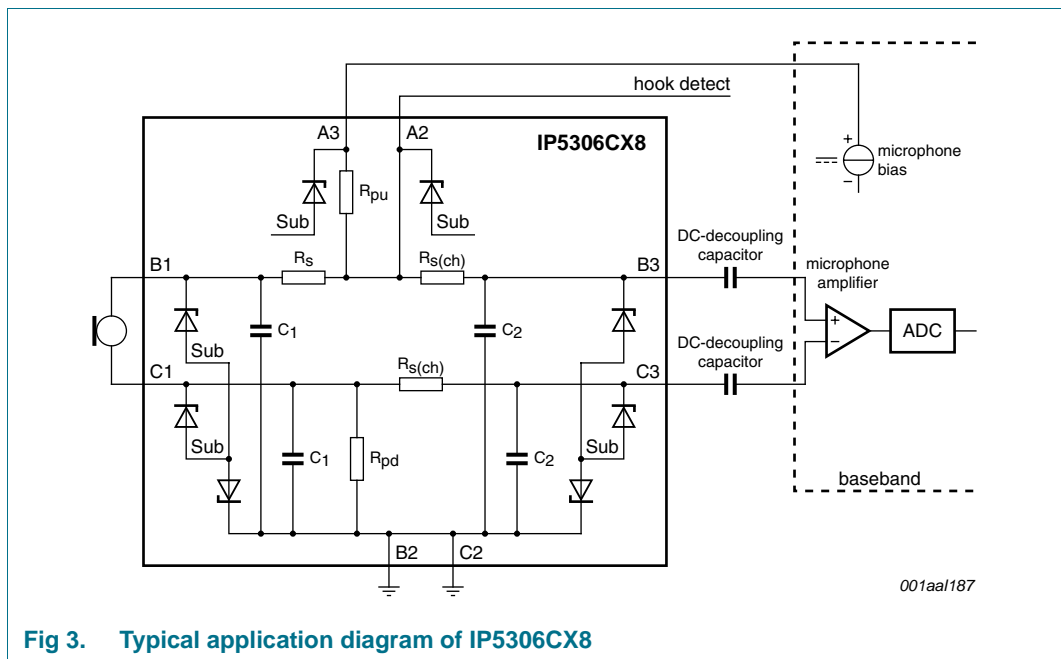 hook detect
A3
A2
IP5306CX8
+
microphone
bias
−
Rpu
Sub
Sub
DC-decoupling
capacitor
B1
Rs
Rs(ch)
B3
microphone
amplifier
C1
C2
+
−
ADC
Sub
DC-decoupling
capacitor
C1
Rs(ch)
C3
Sub
C1
Rpd
C2
Sub
baseband
B2
C2
001aal187
Fig 3. Typical application diagram of IP5306CX8